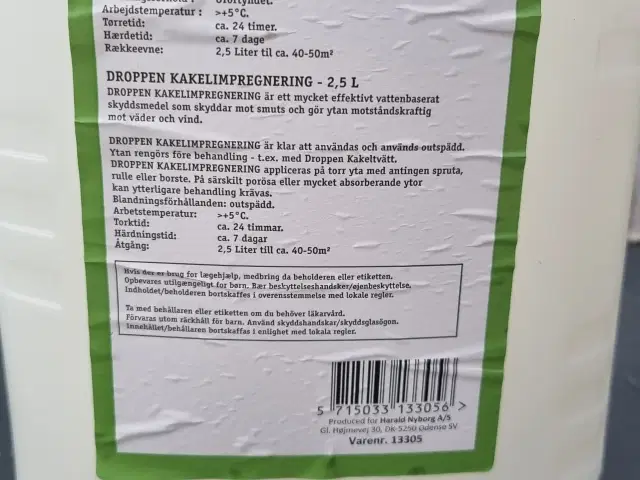 Arbejdstemperatur : >+5°C.
Tørretid: ca. 24 timer.
Hærdetid: ca. 7 dage
Rækkeevne: 2,5 Liter til ca. 40-50m²
DROPPEN KAKELIMPREGNERING - 2,5 L
DROPPEN KAKELIMPREGNERING är ett mycket effektivt vattenbaserat
skyddsmedel som skyddar mot smuts och gör ytan motståndskraftig
mot väder och vind.
DROPPEN KAKELIMPREGNERING är klar att användas och används outspädd.
Ytan rengörs före behandling - t.ex. med Droppen Kakeltvätt.
DROPPEN KAKELIMPREGNERING appliceras på torr yta med antingen spruta,
rulle eller borste. På särskilt porösa eller mycket absorberande ytor
kan ytterligare behandling krävas.
Blandningsförhållanden: outspädd.
Arbetstemperatur: >+5°C.
Torktid: ca. 24 timmar.
Härdningstid: ca. 7 dagar
Åtgång: 2,5 Liter till ca. 40-50m²
Hvis der er brug for lægehjælp, medbring da beholderen eller etiketten.
Opbevares utilgængeligt for børn. Bær beskyttelseshandsker/øjenbeskyttelse.
Indholdet/beholderen bortskaffes i overensstemmelse med lokale regler.
Ta med behållaren eller etiketten om du behöver läkarvård.
Förvaras utom räckhåll för barn. Använd skyddshandskar/skyddsglasögon.
Innehållet/behållaren bortskaffas i enlighet med lokala regler.
5 715033 133056 >
Produced for Harald Nyborg A/S
Gl. Højmevej 30, DK-5250 Odense SV
Varenr. 13305